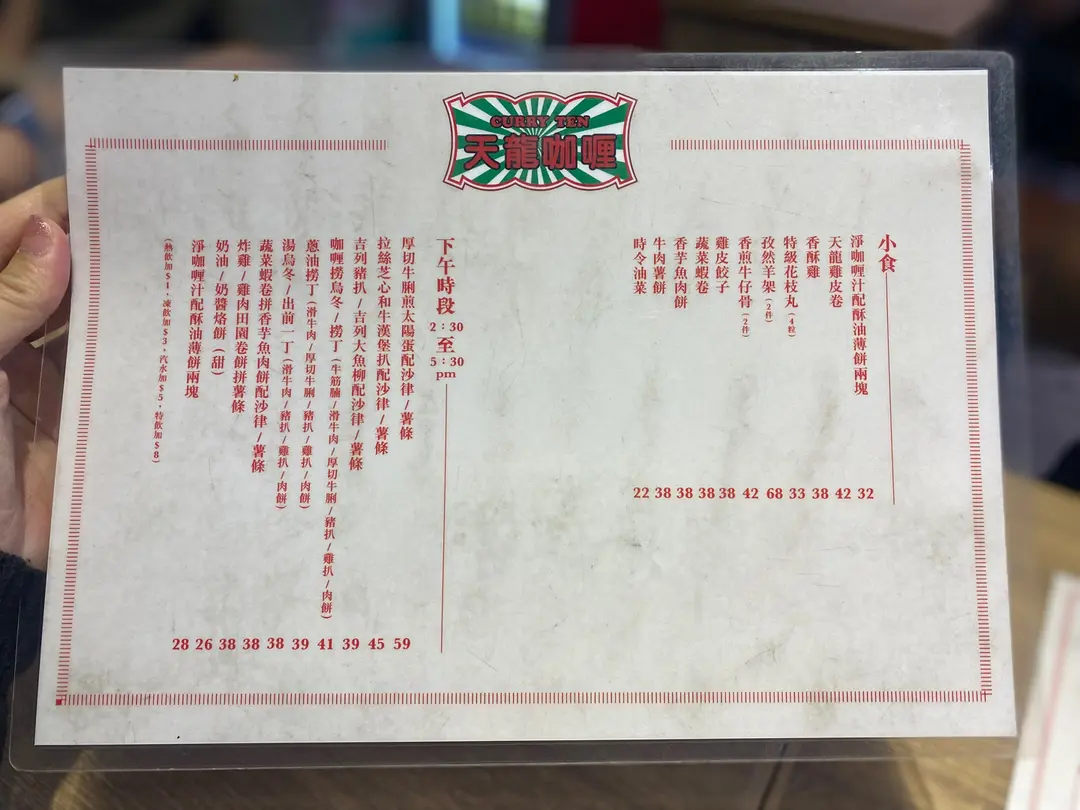 CURRY TEN
天龍咖喱
小食
淨咖喱汁配酥油薄餅兩塊 32
天龍雞皮卷 42
香酥雞 38
特級花枝丸(4粒) 33
孜然羊架(2件) 68
香煎牛仔骨(2件) 42
雞皮餃子 38
蔬菜蝦卷 38
香芋魚肉餅 38
牛肉薯餅 38
時令油菜 22
下午時段 2:30 至 5:30 pm
厚切牛脷煎太陽蛋配沙律/薯條 59
拉絲芝心和牛漢堡扒配沙律/薯條 45
吉列豬扒/吉列大魚柳配沙律/薯條 39
咖喱撈烏冬/撈丁(牛筋腩/滑牛肉/厚切牛脷/豬扒/雞扒/肉餅) 41
蔥油撈丁(滑牛肉/厚切牛脷/豬扒/雞扒/肉餅) 39
湯烏冬/出前一丁(滑牛肉/豬扒/雞扒/肉餅) 38
蔬菜蝦卷拼香芋魚肉餅配沙律/薯條 38
炸雞/雞肉田園卷餅拼薯條 38
奶油/奶醬烙餅(甜) 26
淨咖喱汁配酥油薄餅兩塊 28
(熱飲加$1,凍飲加$3,汽水加$5,特飲加$8)